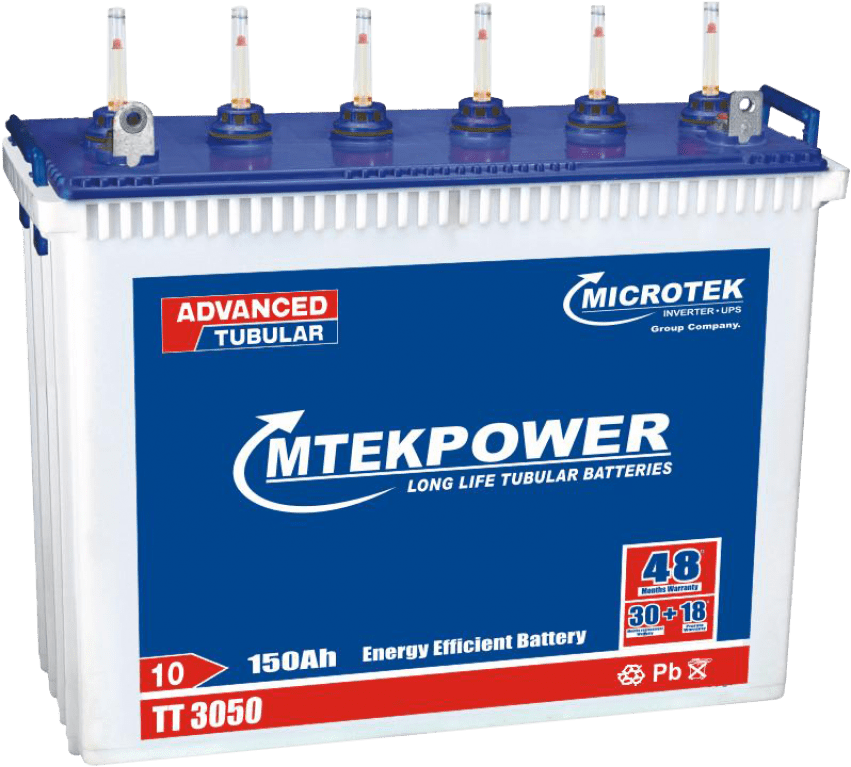 ADVANCED
TUBULAR
MICROTEK
INVERTER • UPS
Group Company.
MTEKPOWER
LONG LIFE TUBULAR BATTERIES
48
Months Warranty
30+18
10
150Ah Energy Efficient Battery
Pb
TT 3050